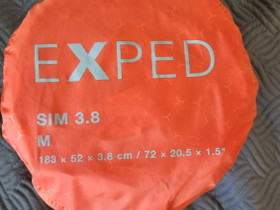 EXPED
SIM 3.8
M
183 x 52 x 3.8 cm / 72 x 20.5 x 1.5"